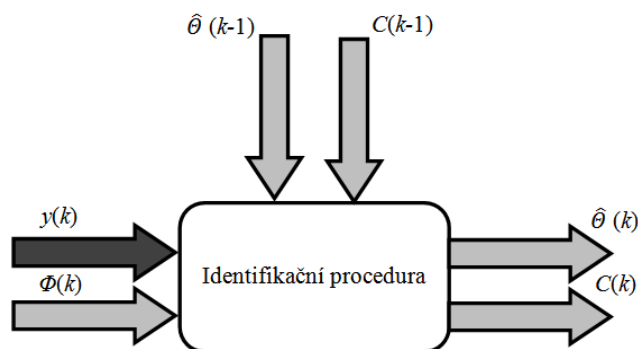 Θ̂ (k-1)
C(k-1)
y(k)
Φ(k)
Identifikační procedura
Θ̂ (k)
C(k)